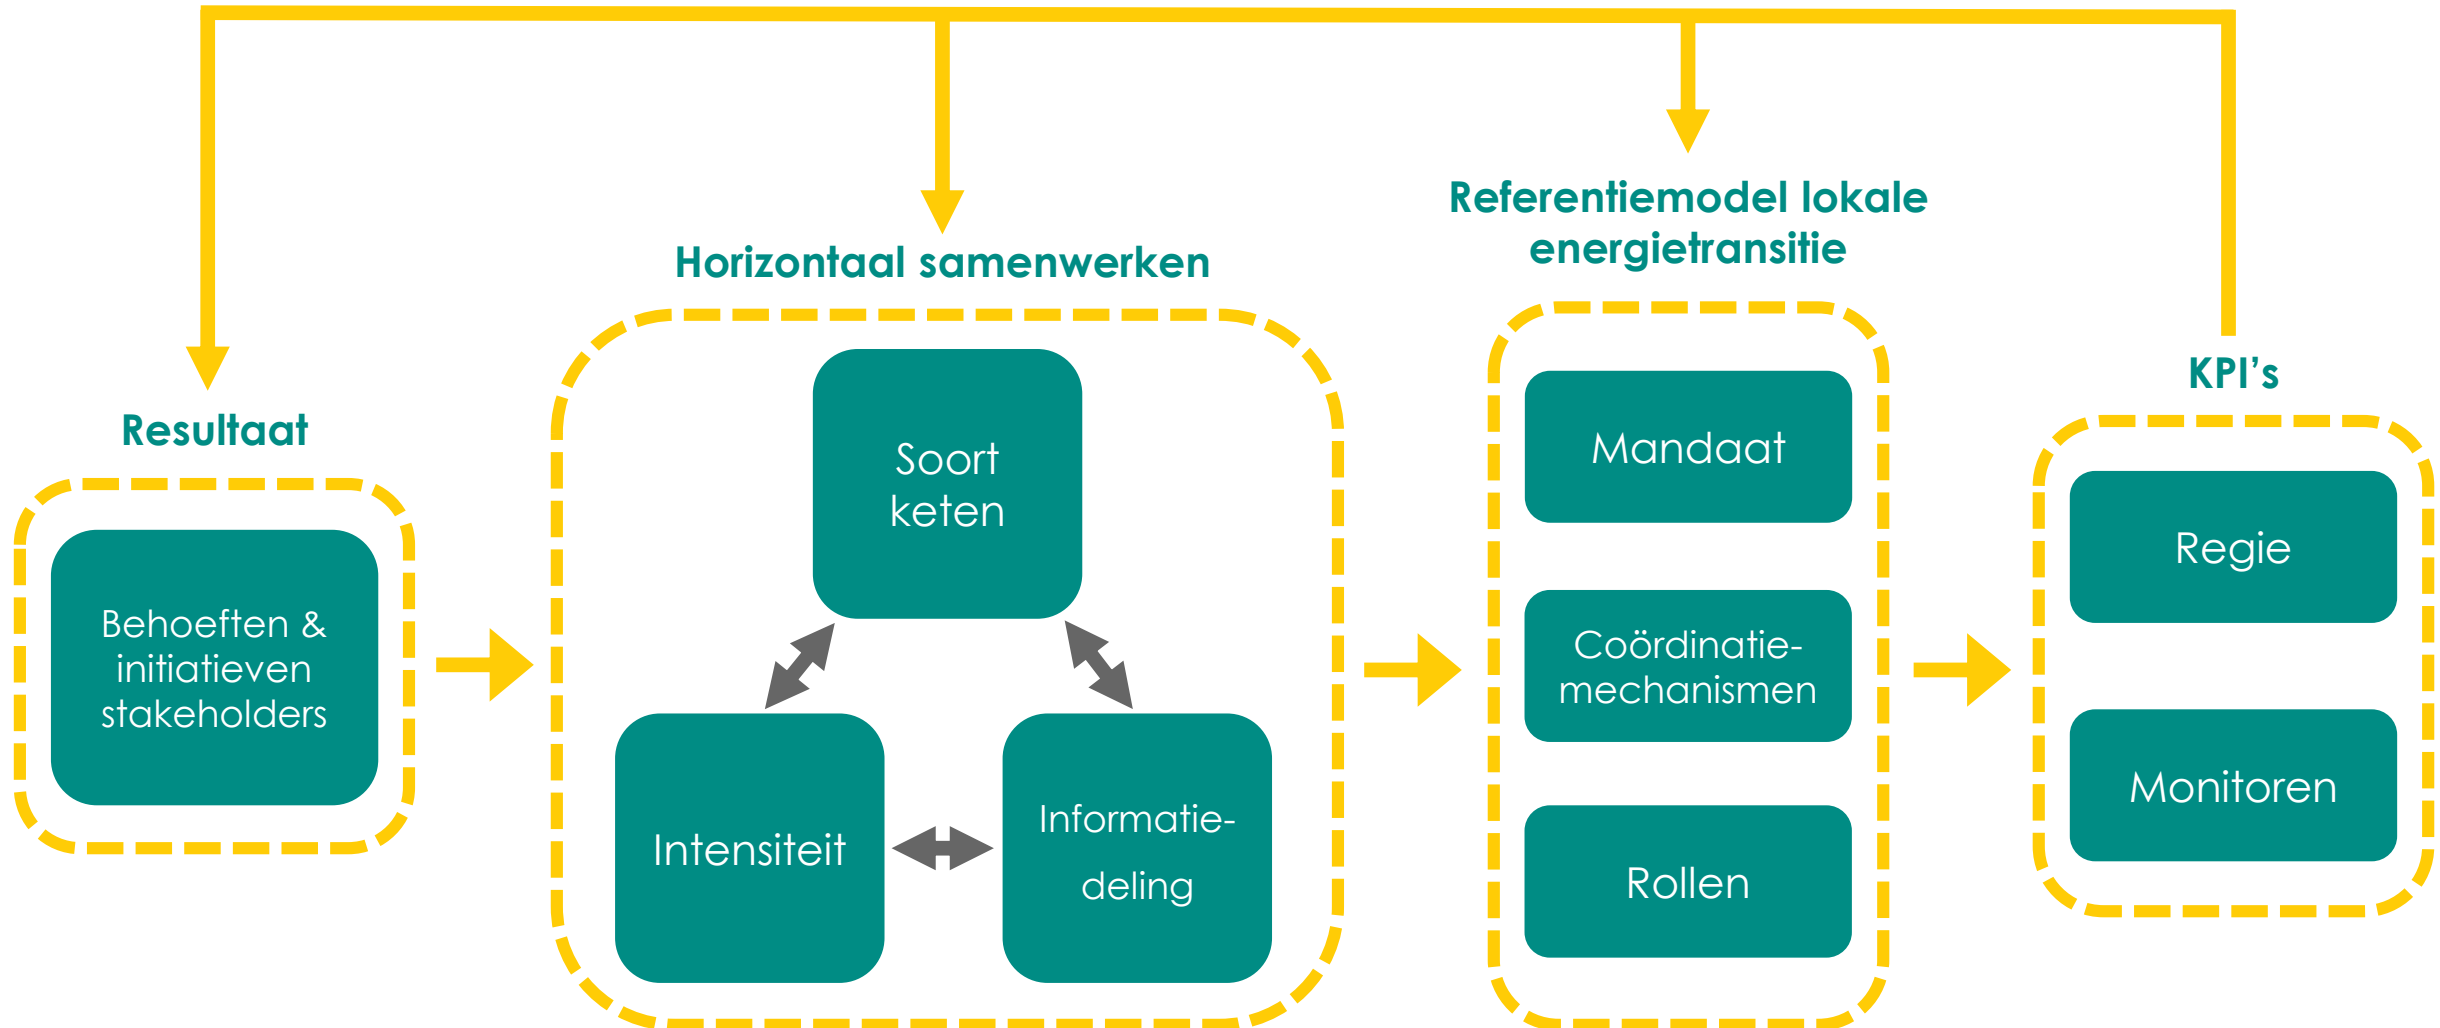 Resultaat
Behoeften &
initiatieven
stakeholders
Horizontaal samenwerken
Soort
keten
Intensiteit
Informatie-
deling
Referentiemodel lokale
energietransitie
Mandaat
Coördinatie-
mechanismen
Rollen
KPI's
Regie
Monitoren